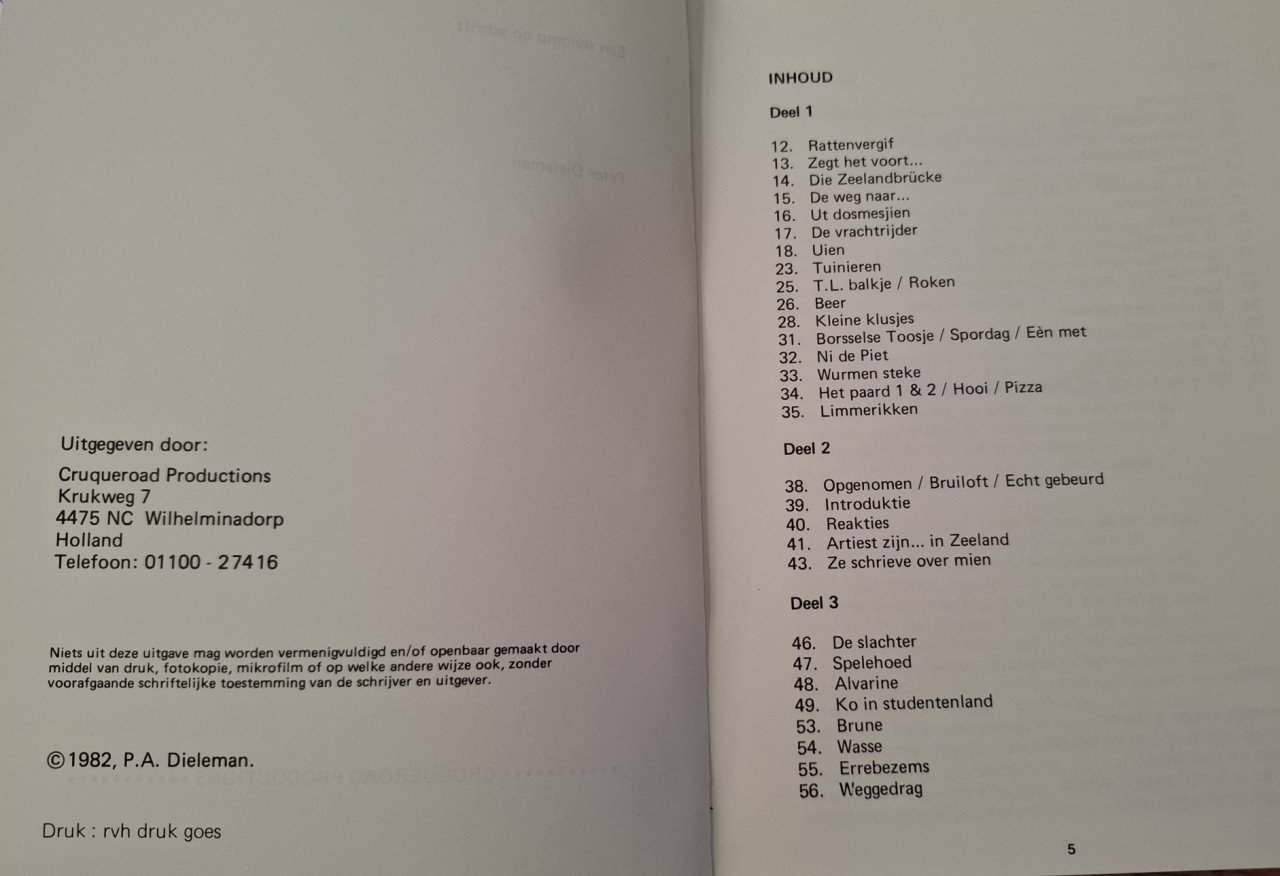 Uitgegeven door:
Cruqueroad Productions
Krukweg 7
4475 NC Wilhelminadorp
Holland
Telefoon: 01100 - 27416
Niets uit deze uitgave mag worden vermenigvuldigd en/of openbaar gemaakt door
middel van druk, fotokopie, mikrofilm of op welke andere wijze ook, zonder
voorafgaande schriftelijke toestemming van de schrijver en uitgever.
©1982, P.A. Dieleman.
Druk : rvh druk goes
INHOUD
Deel 1
12. Rattenvergif
13. Zegt het voort...
14. Die Zeelandbrücke
15. De weg naar...
16. Ut dosmesjien
17. De vrachtrijder
18. Uien
23. Tuinieren
25. T.L. balkje / Roken
26. Beer
28. Kleine klusjes
31. Borsselse Toosje / Spordag / Eèn met
32. Ni de Piet
33. Wurmen steke
34. Het paard 1 & 2 / Hooi / Pizza
35. Limmerikken
Deel 2
38. Opgenomen / Bruiloft / Echt gebeurd
39. Introduktie
40. Reakties
41. Artiest zijn... in Zeeland
43. Ze schrieve over mien
Deel 3
46. De slachter
47. Spelehoed
48. Alvarine
49. Ko in studentenland
53. Brune
54. Wasse
55. Errebezems
56. Weggedrag
5